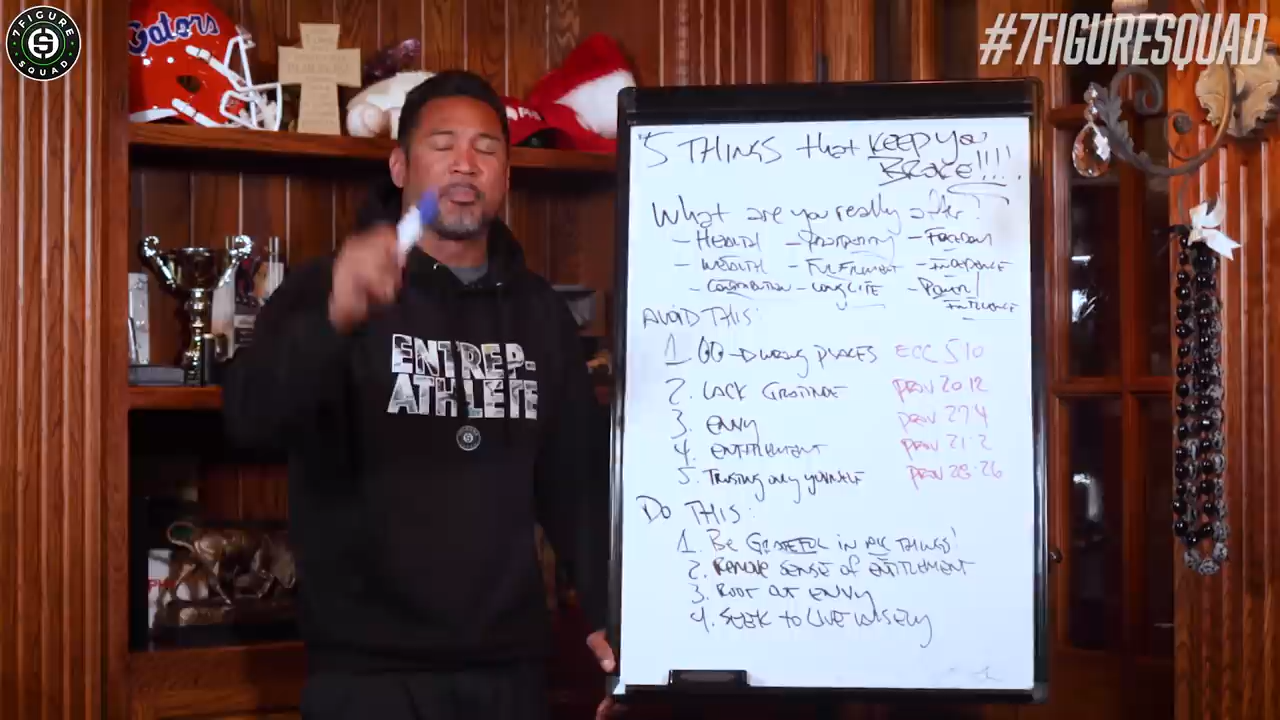 7 FIGURE
SQUAD
#7FIGURESQUAD
Gators
ENTREP-
ATHLETE
5 THINGS that KEEP YOU
BROKE!!!!
What are you really after?
- HEALTH - PROSPERITY - FREEDOM
- WEALTH - FULFILLMENT
- CONTRIBUTION - LONG LIFE - POWER/
INFLUENCE
AVOID THIS:
1. PLACES ECC 5:10
2. LACK GRATITUDE PROV 20:12
3. ENVY PROV 27:4
4. ENTITLEMENT PROV 21:2
5. TRUSTING ONLY YOURSELF PROV 28:26
DO THIS:
1. BE GRATEFUL in ALL THINGS!
2. REMOVE SENSE OF ENTITLEMENT
3. ROOT OUT ENVY
4. SEEK TO LIVE WISELY